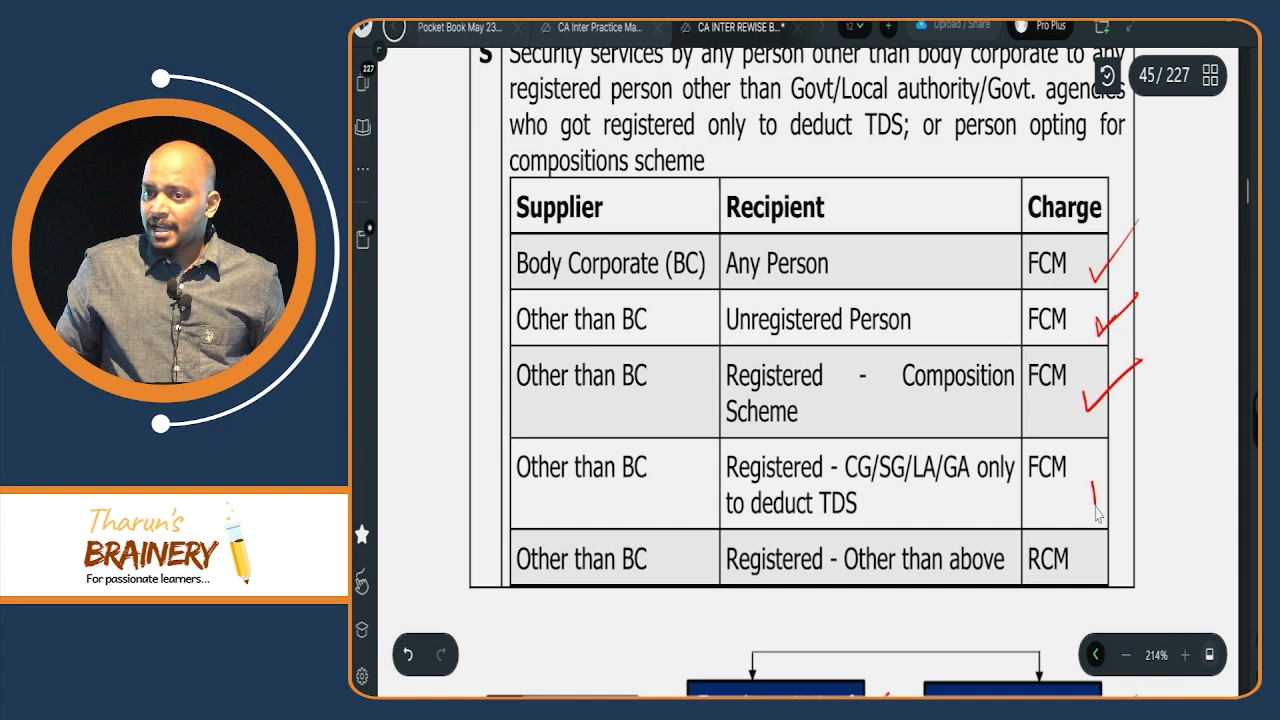 Pocket Book May 23...
CA Inter Practice Ma...
CA INTER REWISE B...*
12
Upload / Share
Pro Plus
227
45 / 227
S
Security services by any person other than body corporate to any
registered person other than Govt/Local authority/Govt. agencies
who got registered only to deduct TDS; or person opting for
compositions scheme
Supplier Recipient Charge
Body Corporate (BC) Any Person FCM
Other than BC Unregistered Person FCM
Other than BC Registered - Composition FCM
Scheme
Other than BC Registered - CG/SG/LA/GA only FCM
to deduct TDS
Other than BC Registered - Other than above RCM
214%
Tharun's
BRAINERY
For passionate learners...